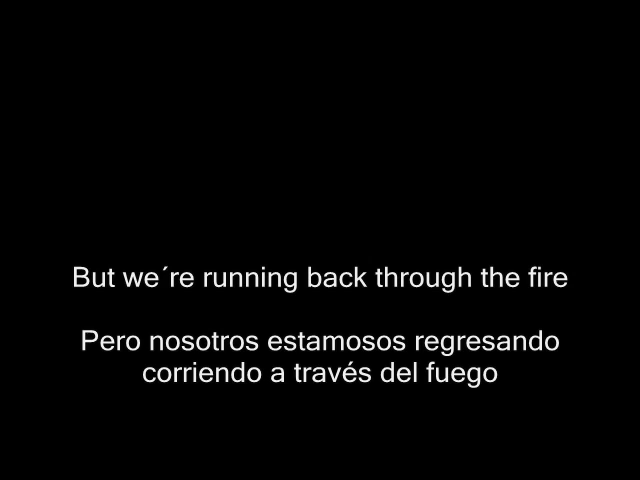 But we´re running back through the fire
Pero nosotros estamosos regresando
corriendo a través del fuego